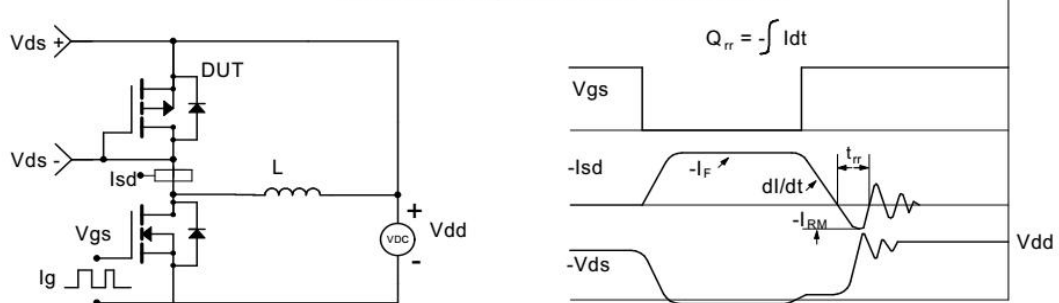 Vds +
DUT
Vds -
Isd
L
Vgs
Ig
+
VDC
-
Vdd
Qrr = -∫ Idt
Vgs
-Isd
-IF
dI/dt
trr
-IRM
Vdd
-Vds